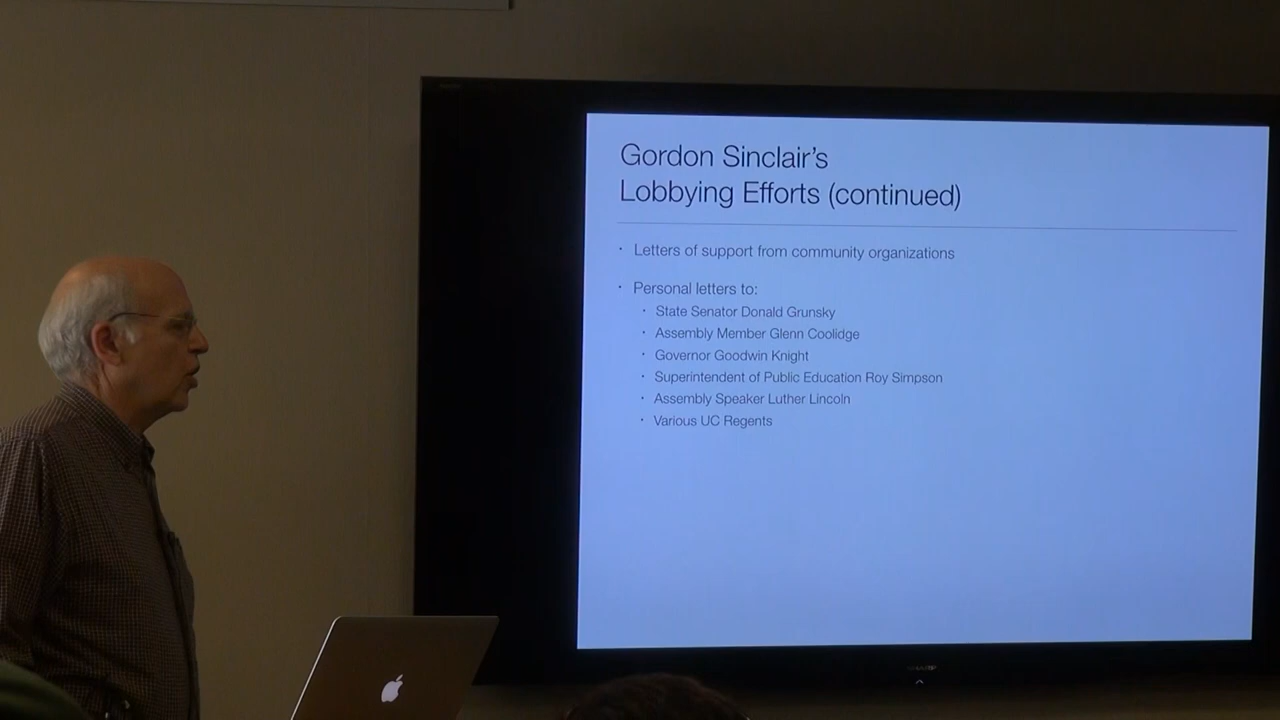 Gordon Sinclair's
Lobbying Efforts (continued)
· Letters of support from community organizations
· Personal letters to:
· State Senator Donald Grunsky
· Assembly Member Glenn Coolidge
· Governor Goodwin Knight
· Superintendent of Public Education Roy Simpson
· Assembly Speaker Luther Lincoln
· Various UC Regents
SHARP